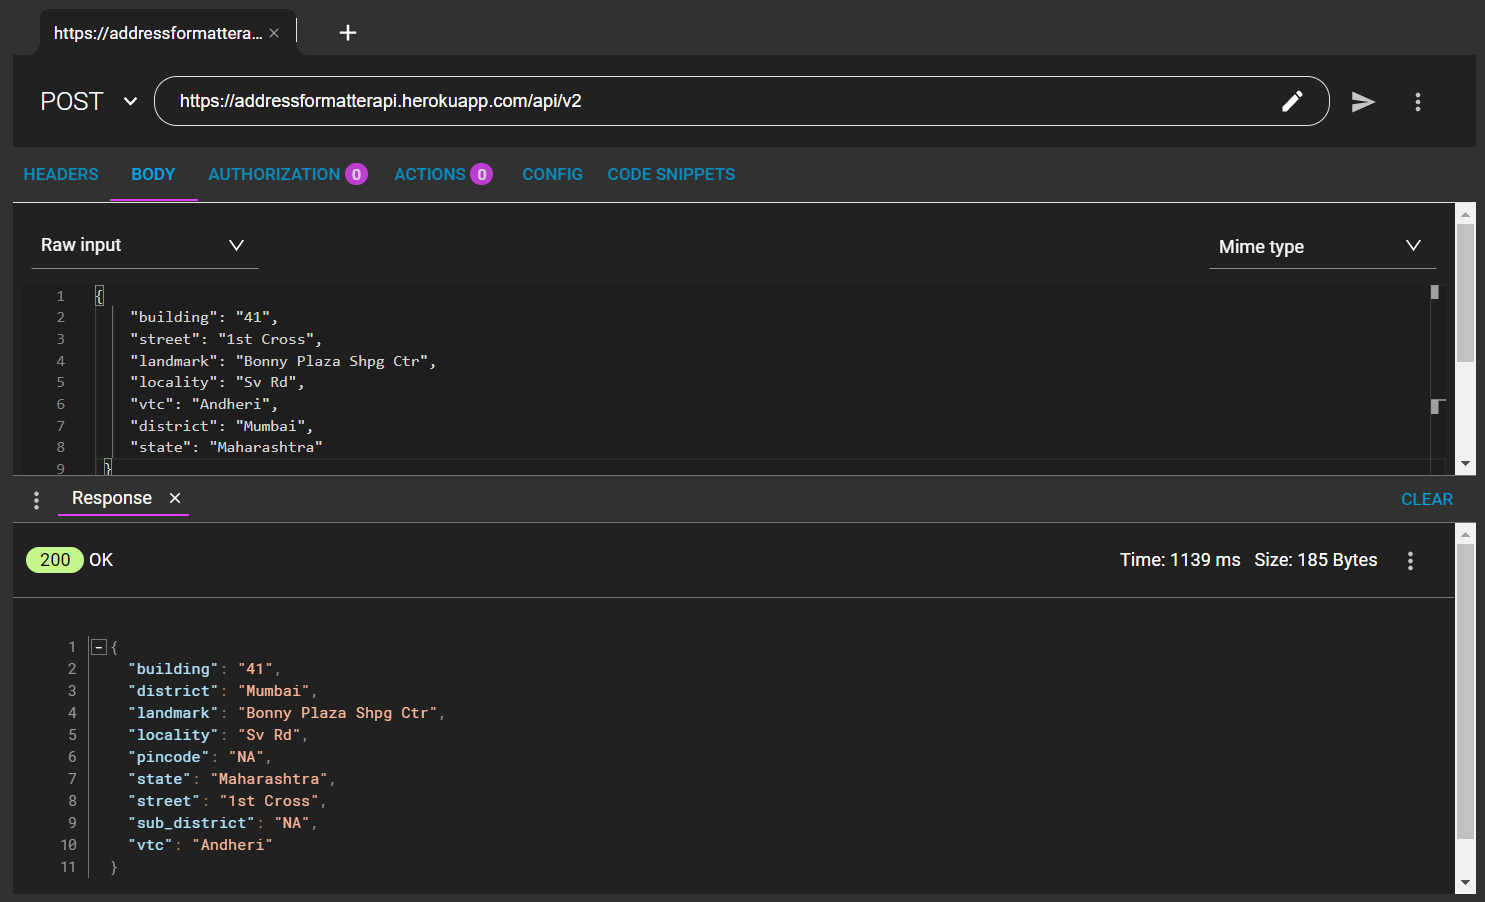 https://addressformattera...
POST https://addressformatterapi.herokuapp.com/api/v2
HEADERS BODY AUTHORIZATION 0 ACTIONS 0 CONFIG CODE SNIPPETS
Raw input Mime type
1 {
2 "building": "41",
3 "street": "1st Cross",
4 "landmark": "Bonny Plaza Shpg Ctr",
5 "locality": "Sv Rd",
6 "vtc": "Andheri",
7 "district": "Mumbai",
8 "state": "Maharashtra"
9 }
Response CLEAR
200 OK Time: 1139 ms Size: 185 Bytes
1 {
2 "building": "41",
3 "district": "Mumbai",
4 "landmark": "Bonny Plaza Shpg Ctr",
5 "locality": "Sv Rd",
6 "pincode": "NA",
7 "state": "Maharashtra",
8 "street": "1st Cross",
9 "sub_district": "NA",
10 "vtc": "Andheri"
11 }